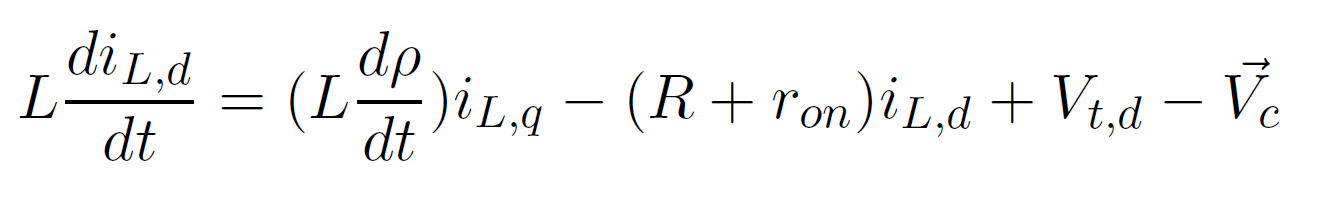 L\frac{di_{L,d}}{dt} = (L\frac{d\rho}{dt})i_{L,q} - (R + r_{on})i_{L,d} + V_{t,d} - \vec{V_c}